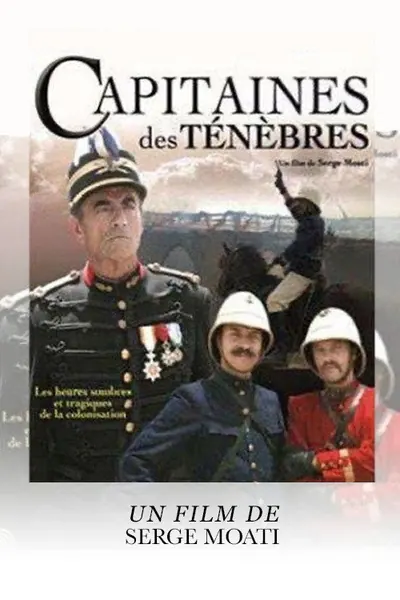 CAPITAINES
des TÉNÈBRES
Un film de Serge Moati
Les heures sombres
et tragiques
de la colonisation
UN FILM DE
SERGE MOATI